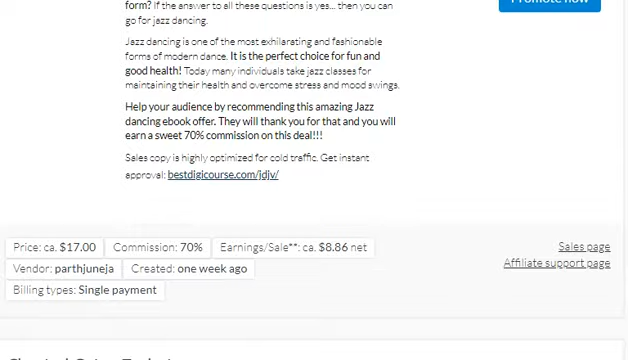 form? If the answer to all these questions is yes... then you can
go for jazz dancing.
Promote now
Jazz dancing is one of the most exhilarating and fashionable
forms of modern dance. It is the perfect choice for fun and
good health! Today many individuals take jazz classes for
maintaining their health and overcome stress and mood swings.
Help your audience by recommending this amazing Jazz
dancing ebook offer. They will thank you for that and you will
earn a sweet 70% commission on this deal!!!
Sales copy is highly optimized for cold traffic. Get instant
approval: bestdigicourse.com/jdjv/
Price: ca. $17.00 Commission: 70% Earnings/Sale**: ca. $8.86 net
Sales page
Vendor: parthjuneja Created: one week ago
Affiliate support page
Billing types: Single payment